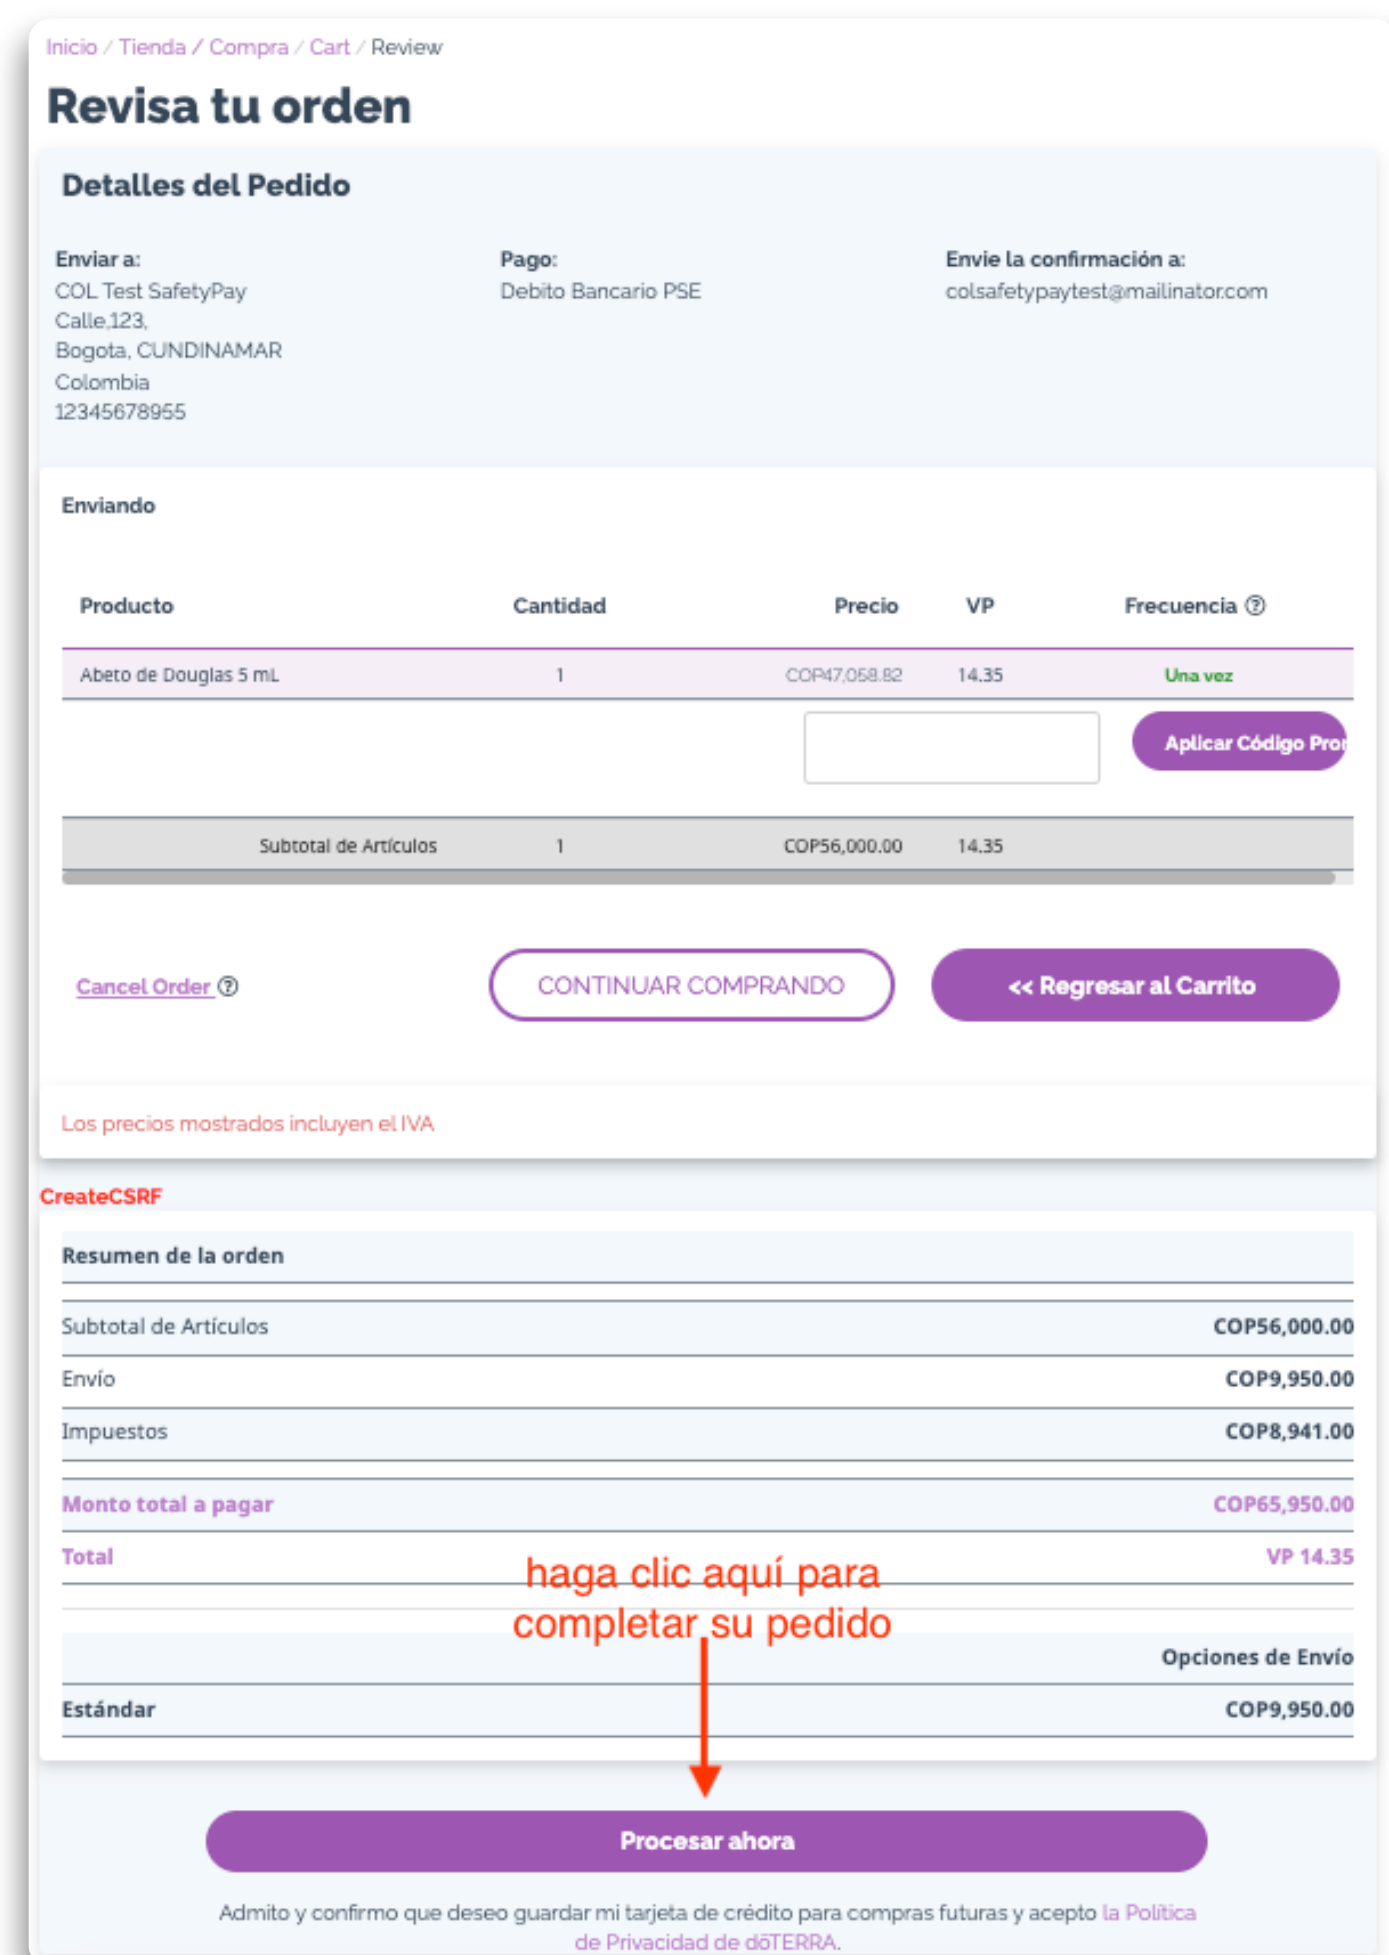 Inicio / Tienda / Compra / Cart / Review
Revisa tu orden
Detalles del Pedido
Enviar a: Pago: Envie la confirmación a:
COL Test SafetyPay Debito Bancario PSE colsafetypaytest@mailinator.com
Calle,123,
Bogota, CUNDINAMAR
Colombia
12345678955
Enviando
Producto Cantidad Precio VP Frecuencia ?
Abeto de Douglas 5 mL 1 COP47,058.82 14.35 Una vez
Aplicar Código Pro
Subtotal de Artículos 1 COP56,000.00 14.35
Cancel Order ? CONTINUAR COMPRANDO << Regresar al Carrito
Los precios mostrados incluyen el IVA
CreateCSRF
Resumen de la orden
Subtotal de Artículos COP56,000.00
Envío COP9,950.00
Impuestos COP8,941.00
Monto total a pagar COP65,950.00
Total VP 14.35
haga clic aquí para
completar su pedido
Opciones de Envío
Estándar COP9,950.00
Procesar ahora
Admito y confirmo que deseo guardar mi tarjeta de crédito para compras futuras y acepto la Política
de Privacidad de dōTERRA.